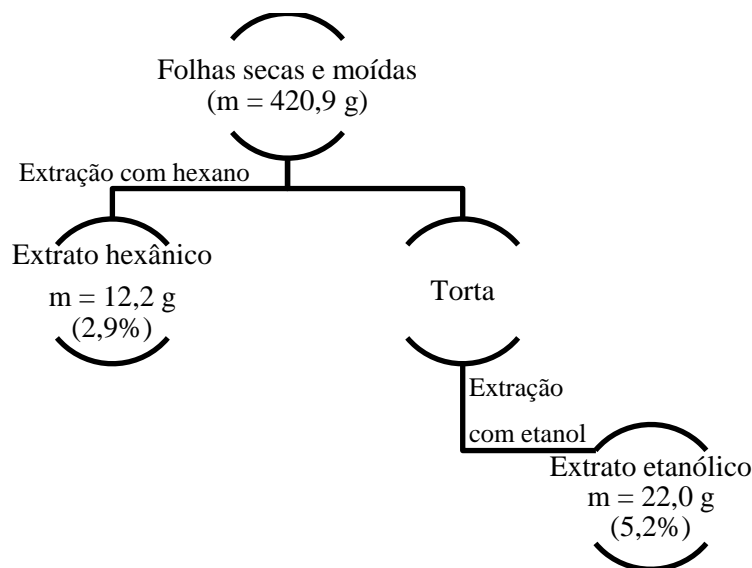 Folhas secas e moídas
(m = 420,9 g)
Extração com hexano
Extrato hexânico
m = 12,2 g
(2,9%)
Torta
Extração
com etanol
Extrato etanólico
m = 22,0 g
(5,2%)